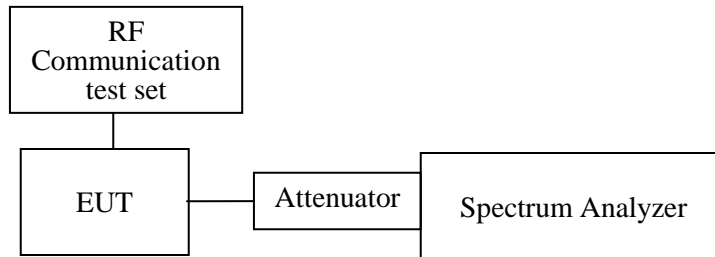 RF
Communication
test set
EUT
Attenuator
Spectrum Analyzer